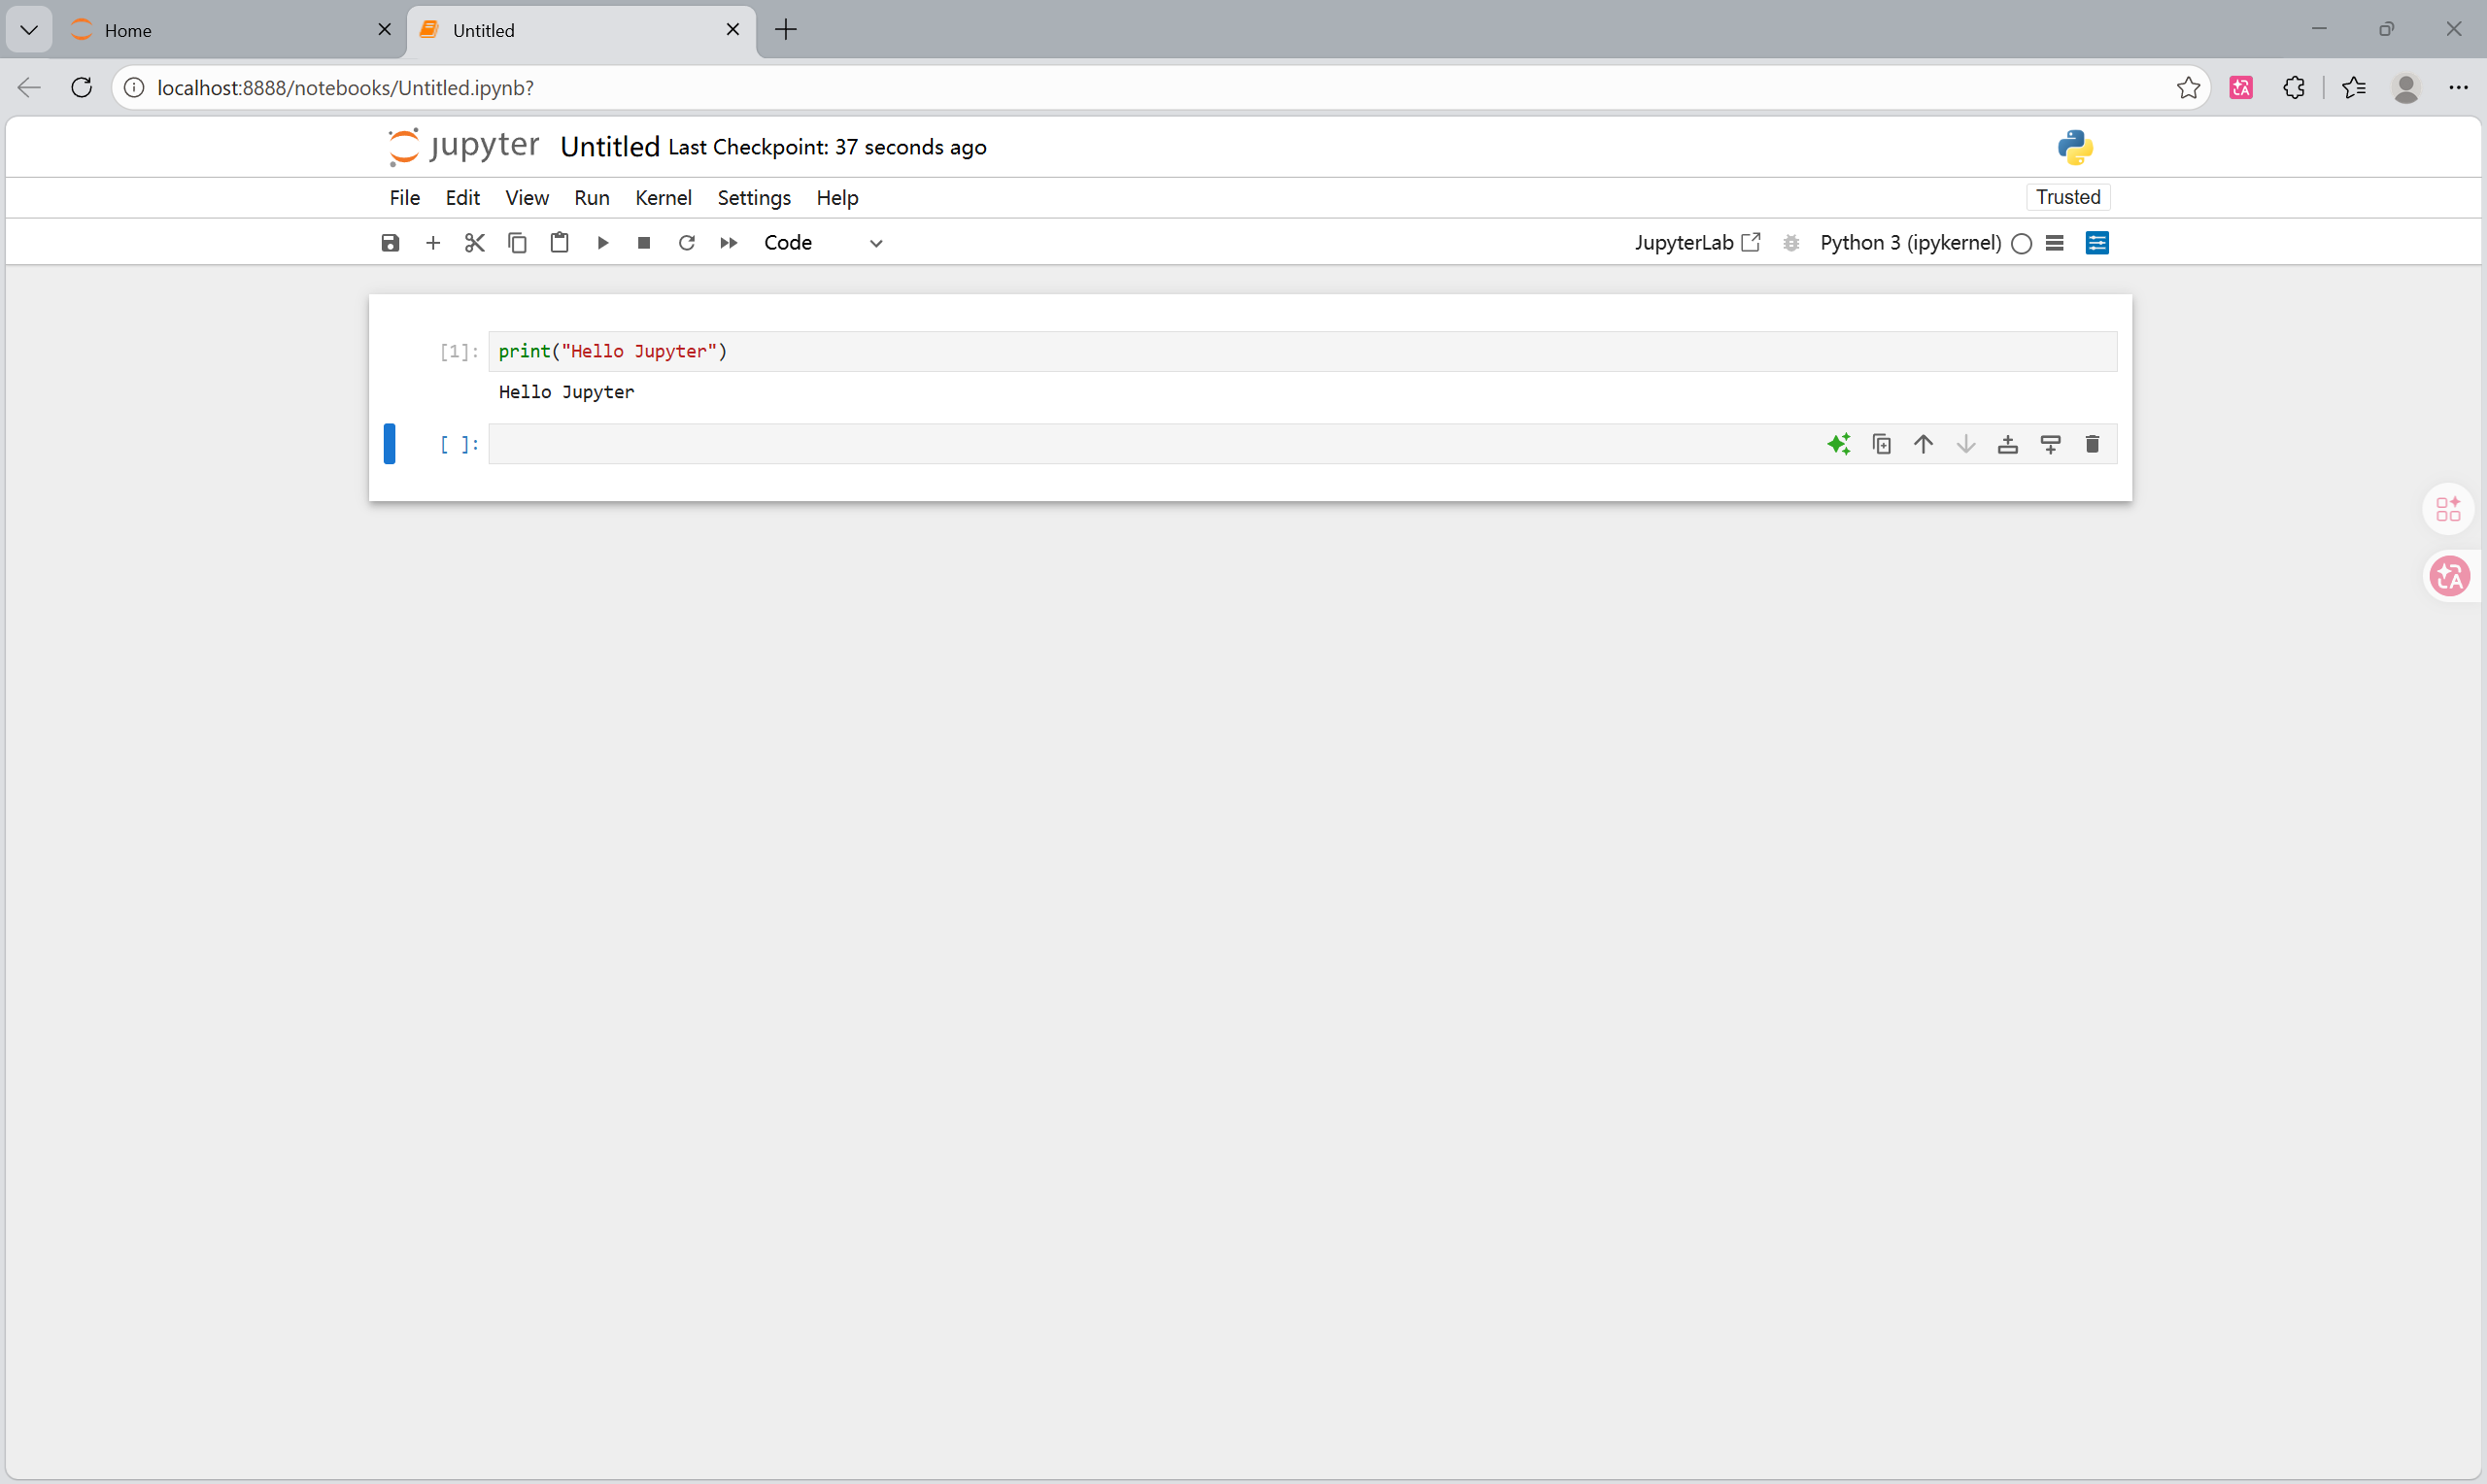 Home
Untitled
localhost:8888/notebooks/Untitled.ipynb?
jupyter Untitled Last Checkpoint: 37 seconds ago
File Edit View Run Kernel Settings Help
Trusted
Code
JupyterLab
Python 3 (ipykernel)
[1]: print("Hello Jupyter")
Hello Jupyter
[ ]: